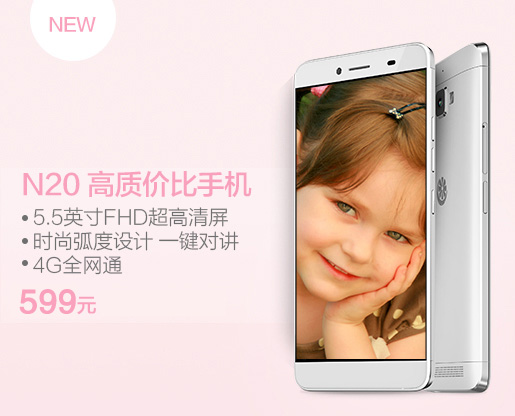 NEW
N20 高质价比手机
• 5.5英寸FHD超高清屏
• 时尚弧度设计 一键对讲
• 4G全网通
599元